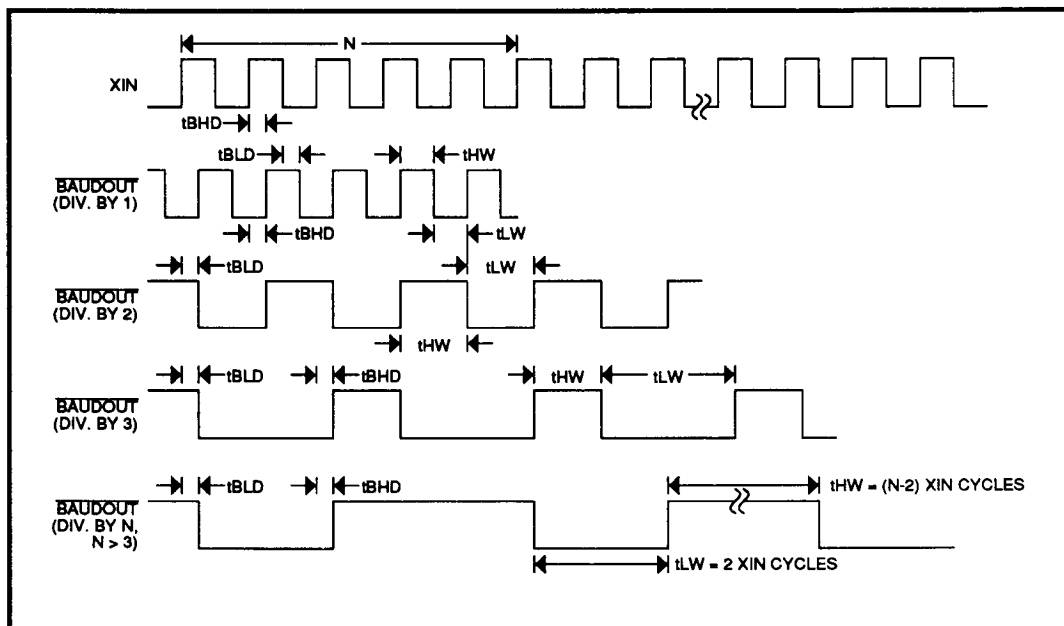 N
XIN
tBHD
tBLD
tHW
BAUDOUT
(DIV. BY 1)
tBHD
tLW
tBLD
tLW
BAUDOUT
(DIV. BY 2)
tHW
tBLD
tBHD
tHW
tLW
BAUDOUT
(DIV. BY 3)
tBLD
tBHD
tHW = (N-2) XIN CYCLES
BAUDOUT
(DIV. BY N,
N > 3)
tLW = 2 XIN CYCLES